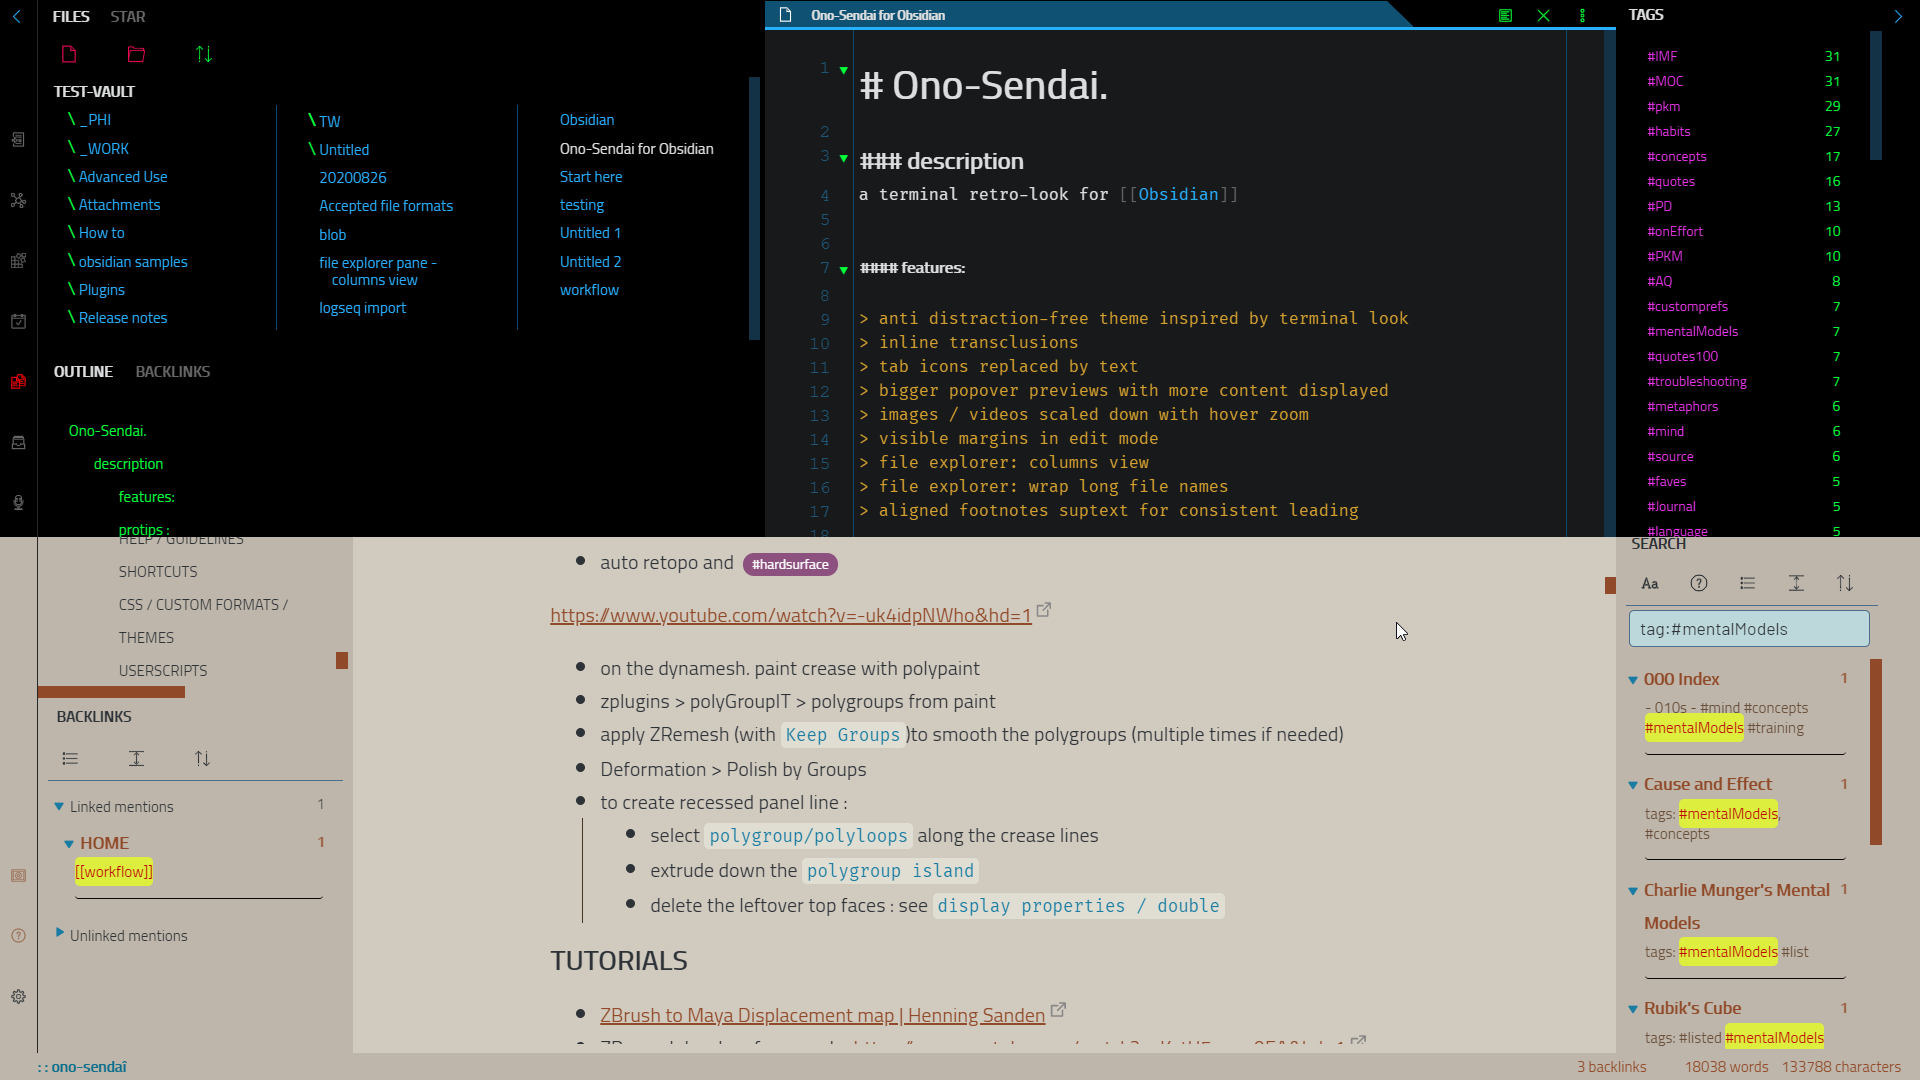 FILES STAR
TEST-VAULT
\ _PHI
\ _WORK
\ Advanced Use
\ Attachments
\ How to
\ obsidian samples
\ Plugins
\ Release notes
\ TW
\ Untitled
20200826
Accepted file formats
blob
file explorer pane -
columns view
logseq import
Obsidian
Ono-Sendai for Obsidian
Start here
testing
Untitled 1
Untitled 2
workflow
OUTLINE BACKLINKS
Ono-Sendai.
description
features:
protips :
Ono-Sendai for Obsidian
1 # Ono-Sendai.
2
3 ### description
4 a terminal retro-look for [[Obsidian]]
5
6
7 #### features:
8
9 > anti distraction-free theme inspired by terminal look
10 > inline transclusions
11 > tab icons replaced by text
12 > bigger popover previews with more content displayed
13 > images / videos scaled down with hover zoom
14 > visible margins in edit mode
15 > file explorer: columns view
16 > file explorer: wrap long file names
17 > aligned footnotes suptext for consistent leading
18
TAGS
#IMF 31
#MOC 31
#pkm 29
#habits 27
#concepts 17
#quotes 16
#PD 13
#onEffort 10
#PKM 10
#AQ 8
#customprefs 7
#mentalModels 7
#quotes100 7
#troubleshooting 7
#metaphors 6
#mind 6
#source 6
#faves 5
#Journal 5
#language 5
HELP / GUIDELINES
SHORTCUTS
CSS / CUSTOM FORMATS /
THEMES
USERSCRIPTS
BACKLINKS
Linked mentions 1
HOME 1
[[workflow]]
Unlinked mentions
auto retopo and #hardsurface
https://www.youtube.com/watch?v=-uk4idpNWho&hd=1
on the dynamesh. paint crease with polypaint
zplugins > polyGroupIT > polygroups from paint
apply ZRemesh (with Keep Groups )to smooth the polygroups (multiple times if needed)
Deformation > Polish by Groups
to create recessed panel line :
select polygroup/polyloops along the crease lines
extrude down the polygroup island
delete the leftover top faces : see display properties / double
TUTORIALS
ZBrush to Maya Displacement map | Henning Sanden
SEARCH
Aa
tag:#mentalModels
000 Index 1
- 010s - #mind #concepts
#mentalModels #training
Cause and Effect 1
tags: #mentalModels,
#concepts
Charlie Munger's Mental 1
Models
tags: #mentalModels #list
Rubik's Cube 1
tags: #listed #mentalModels
:: ono-sendaî
3 backlinks 18038 words 133788 characters